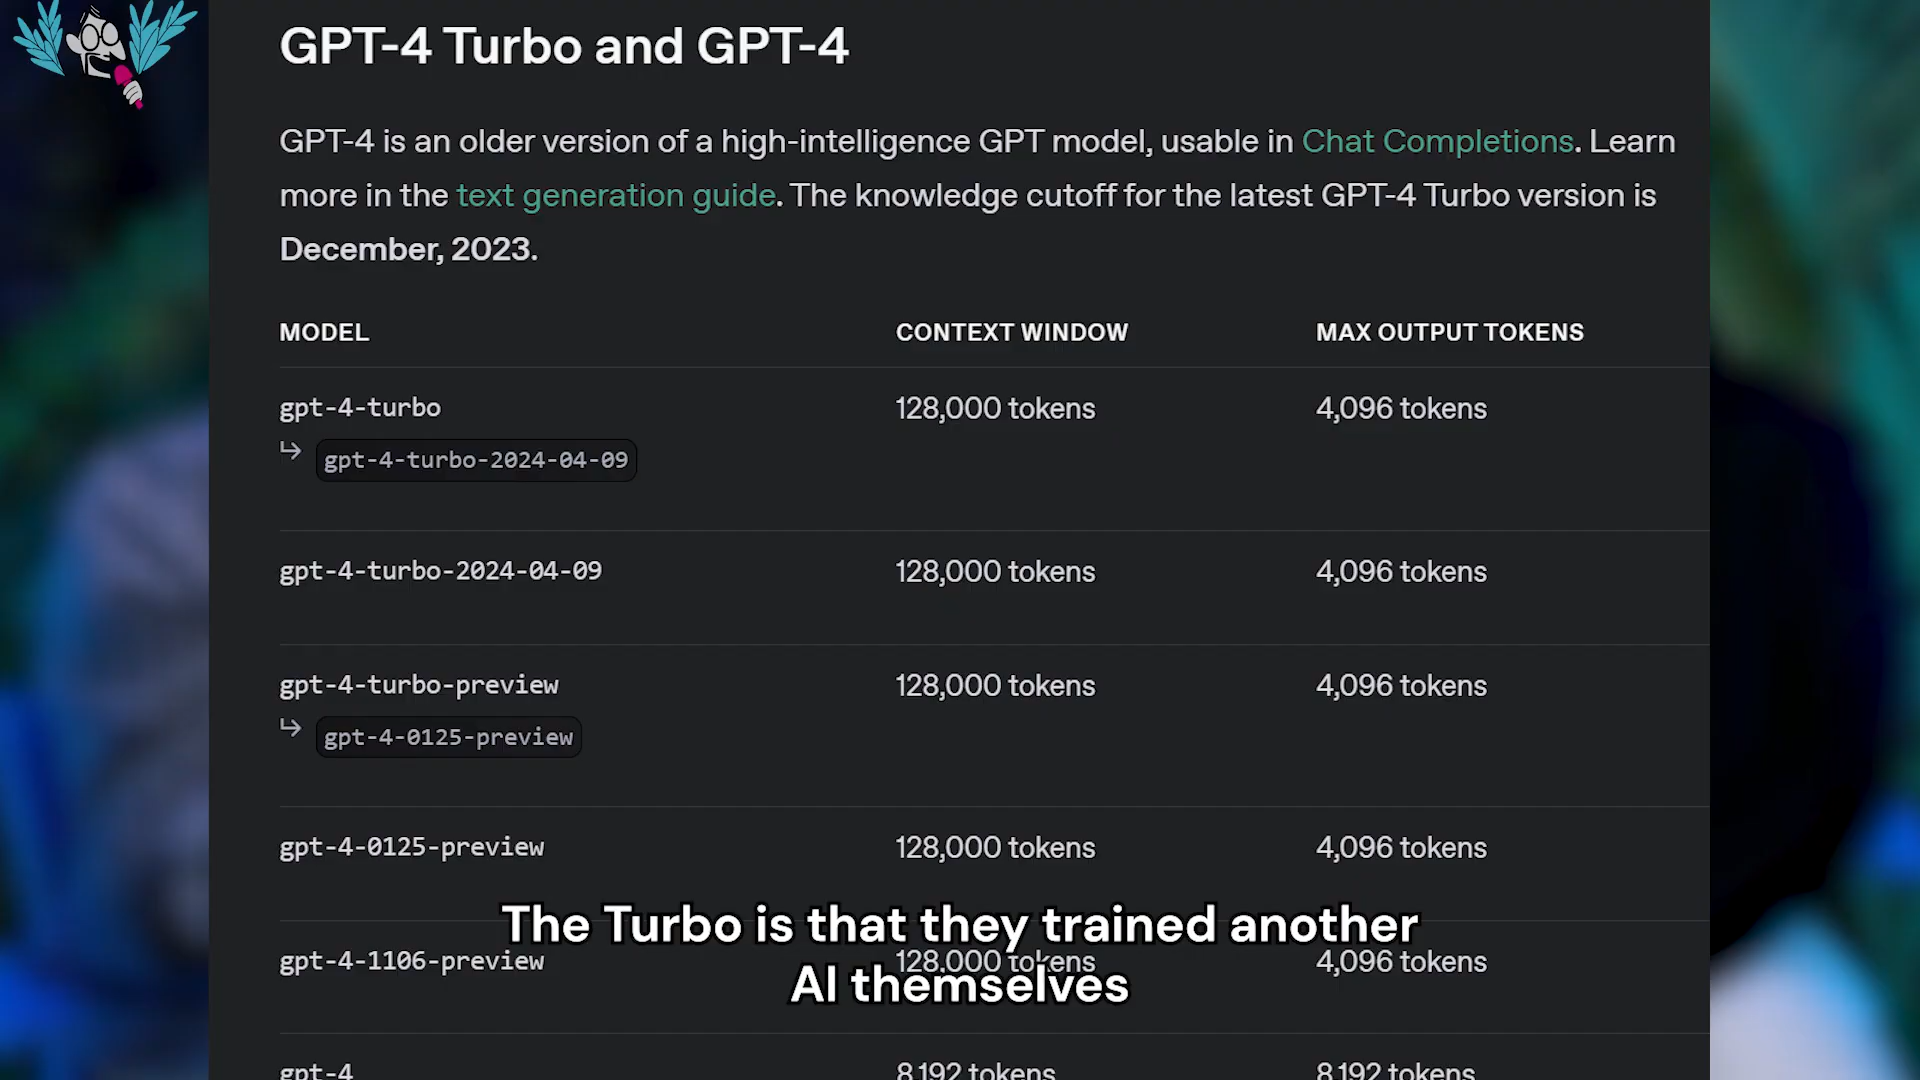 GPT-4 Turbo and GPT-4
GPT-4 is an older version of a high-intelligence GPT model, usable in Chat Completions. Learn
more in the text generation guide. The knowledge cutoff for the latest GPT-4 Turbo version is
December, 2023.
MODEL CONTEXT WINDOW MAX OUTPUT TOKENS
gpt-4-turbo 128,000 tokens 4,096 tokens
↳ gpt-4-turbo-2024-04-09
gpt-4-turbo-2024-04-09 128,000 tokens 4,096 tokens
gpt-4-turbo-preview 128,000 tokens 4,096 tokens
↳ gpt-4-0125-preview
gpt-4-0125-preview 128,000 tokens 4,096 tokens
The Turbo is that they trained another
gpt-4-1106-preview 128,000 tokens 4,096 tokens
AI themselves
gpt-4 8,192 tokens 8,192 tokens